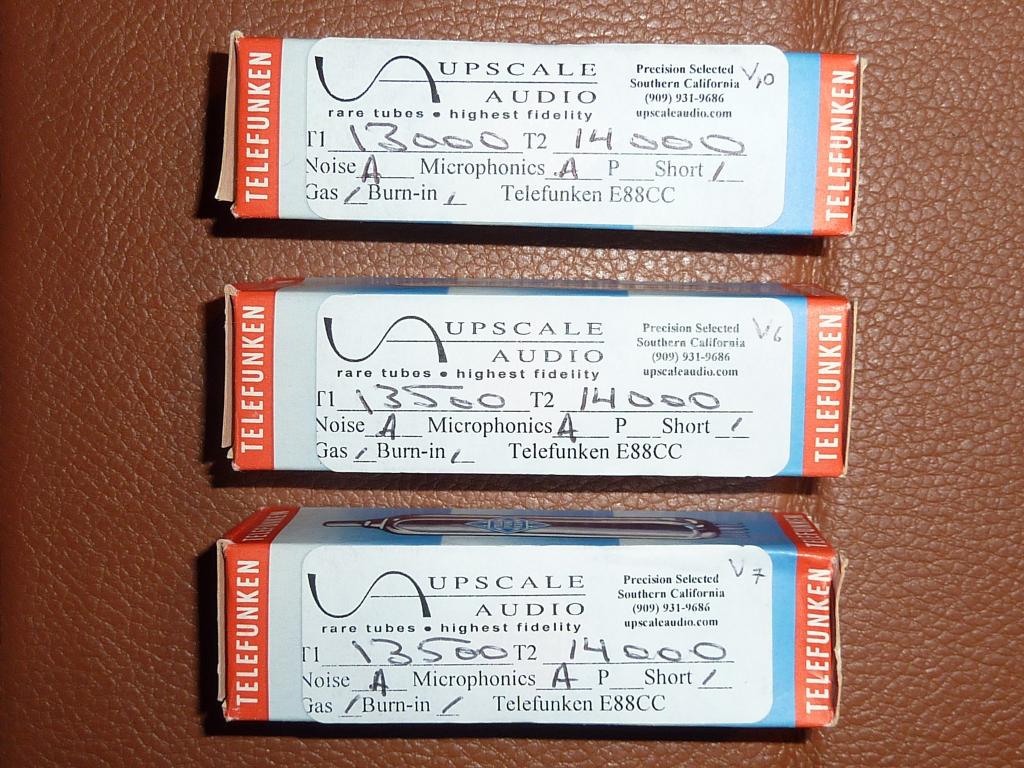 TELEFUNKEN
UPSCALE
AUDIO
rare tubes • highest fidelity
Precision Selected
Southern California
(909) 931-9686
upscaleaudio.com
V10
T1 13000 T2 14000
Noise A Microphonics A P Short /
Gas / Burn-in / Telefunken E88CC
TELEFUNKEN
TELEFUNKEN
UPSCALE
AUDIO
rare tubes • highest fidelity
Precision Selected
Southern California
(909) 931-9686
upscaleaudio.com
V6
T1 13500 T2 14000
Noise A Microphonics A P Short /
Gas / Burn-in / Telefunken E88CC
TELEFUNKEN
TELEFUNKEN
TELEFUNKEN
UPSCALE
AUDIO
rare tubes • highest fidelity
Precision Selected
Southern California
(909) 931-9686
upscaleaudio.com
V7
T1 13500 T2 14000
Noise A Microphonics A P Short /
Gas / Burn-in / Telefunken E88CC
TELEFUNKEN